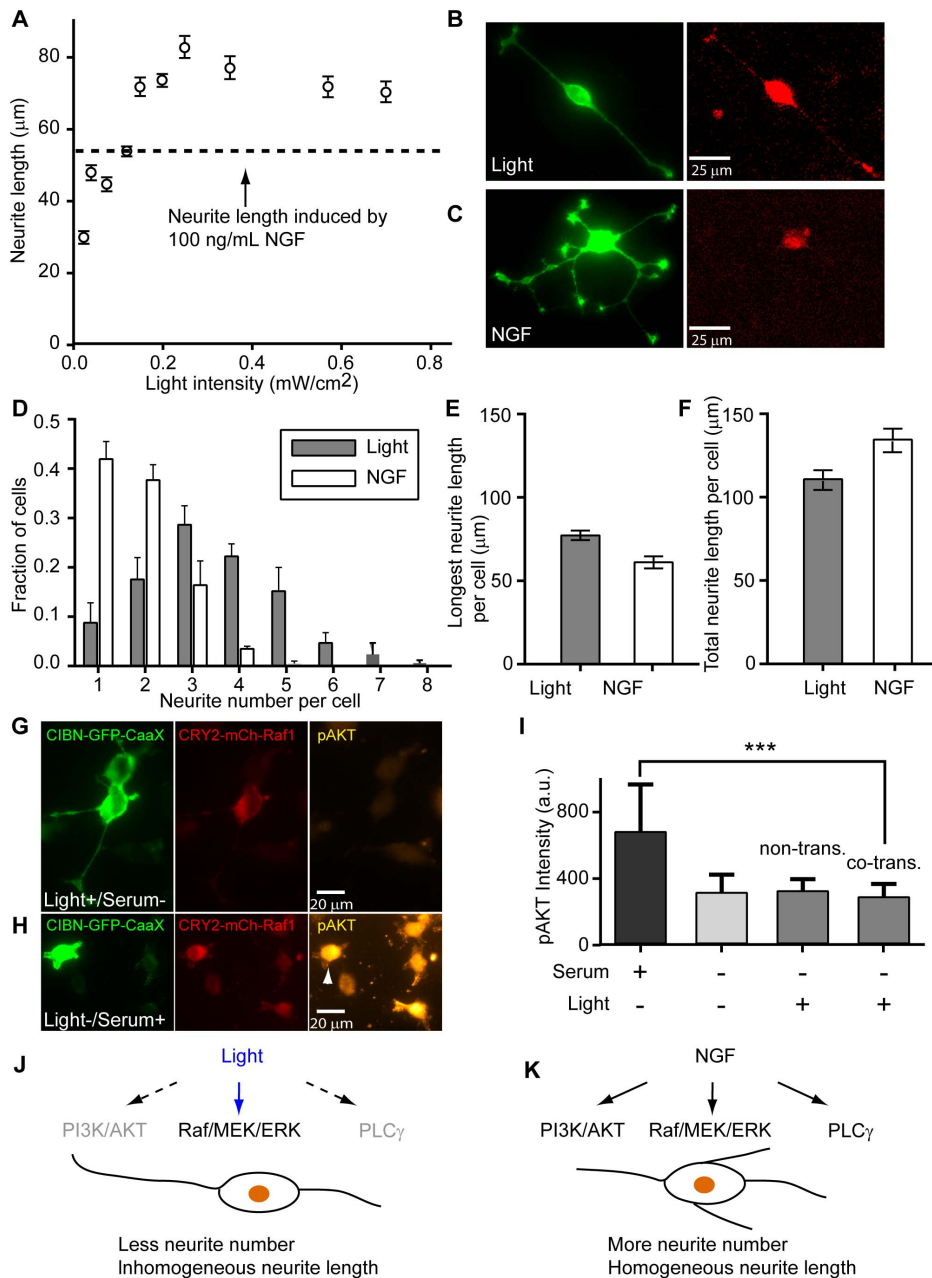 A
Neurite length (μm)
80
60
40
20
0
0.0 0.2 0.4 0.6 0.8
Light intensity (mW/cm2)
Neurite length induced by
100 ng/mL NGF
B
Light
25 μm
C
NGF
25 μm
D
Fraction of cells
0.5
0.4
0.3
0.2
0.1
0.0
1 2 3 4 5 6 7 8
Neurite number per cell
Light
NGF
E
Longest neurite length
per cell (μm)
150
100
50
0
Light NGF
F
Total neurite length per cell (μm)
150
100
50
0
Light NGF
G
CIBN-GFP-CaaX CRY2-mCh-Raf1 pAKT
Light+/Serum-
20 μm
H
CIBN-GFP-CaaX CRY2-mCh-Raf1 pAKT
Light-/Serum+
20 μm
I
***
pAKT Intensity (a.u.)
800
400
0
non-trans.
co-trans.
Serum + - - -
Light - - + +
J
Light
PI3K/AKT Raf/MEK/ERK PLCγ
Less neurite number
Inhomogeneous neurite length
K
NGF
PI3K/AKT Raf/MEK/ERK PLCγ
More neurite number
Homogeneous neurite length